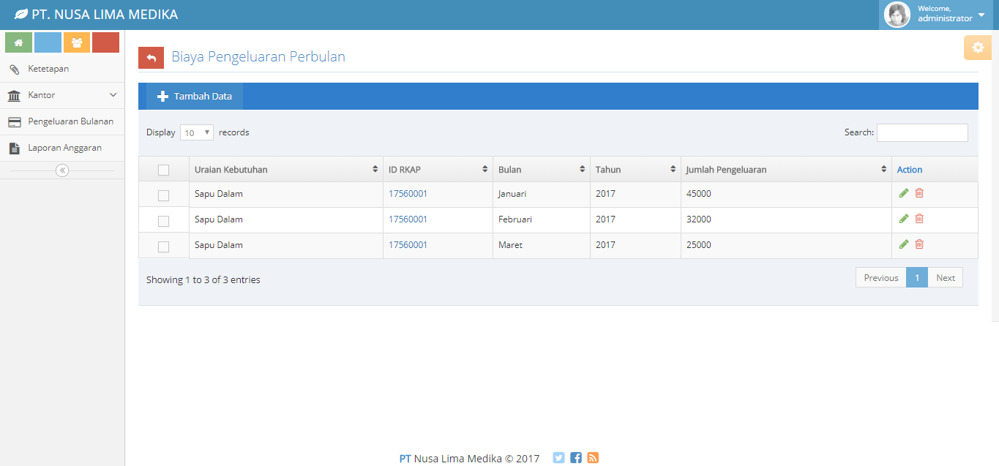 PT. NUSA LIMA MEDIKA
Welcome,
administrator
Ketetapan
Kantor
Pengeluaran Bulanan
Laporan Anggaran
Biaya Pengeluaran Perbulan
Tambah Data
Display 10 records
Search:
Uraian Kebutuhan ID RKAP Bulan Tahun Jumlah Pengeluaran Action
Sapu Dalam 17560001 Januari 2017 45000
Sapu Dalam 17560001 Februari 2017 32000
Sapu Dalam 17560001 Maret 2017 25000
Showing 1 to 3 of 3 entries
Previous 1 Next
PT Nusa Lima Medika © 2017